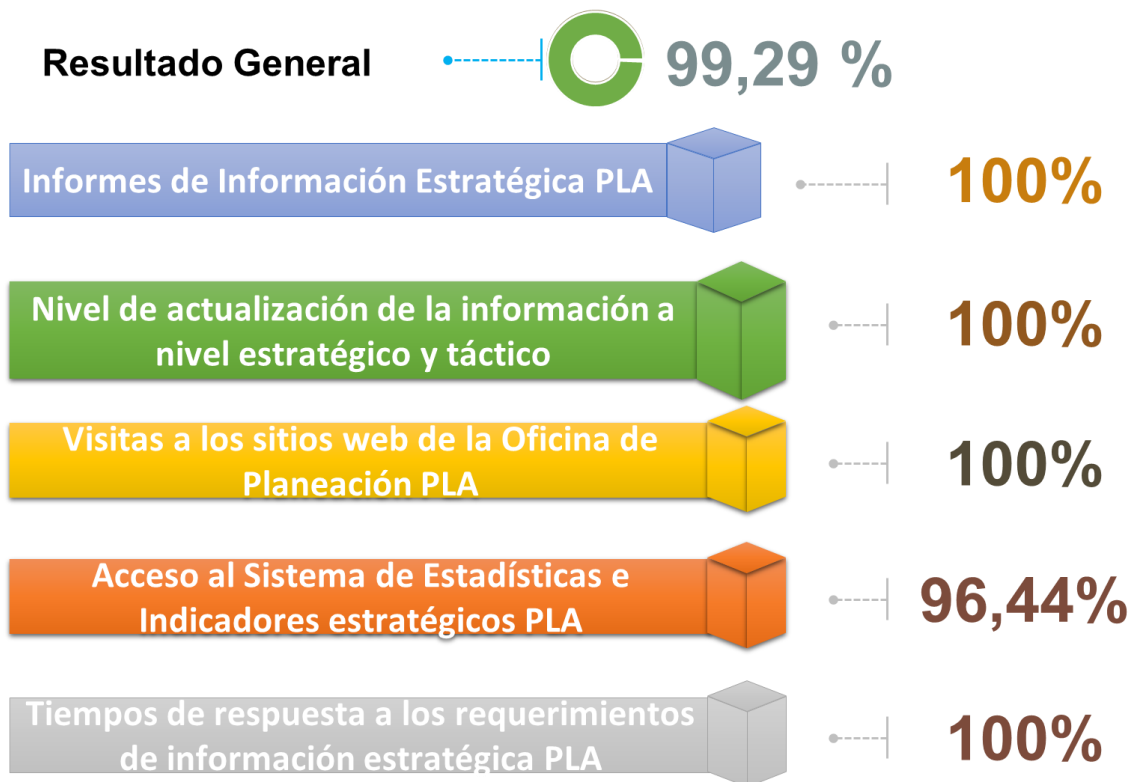 Resultado General
99,29 %
Informes de Información Estratégica PLA
100%
Nivel de actualización de la información a
nivel estratégico y táctico
100%
Visitas a los sitios web de la Oficina de
Planeación PLA
100%
Acceso al Sistema de Estadísticas e
Indicadores estratégicos PLA
96,44%
Tiempos de respuesta a los requerimientos
de información estratégica PLA
100%